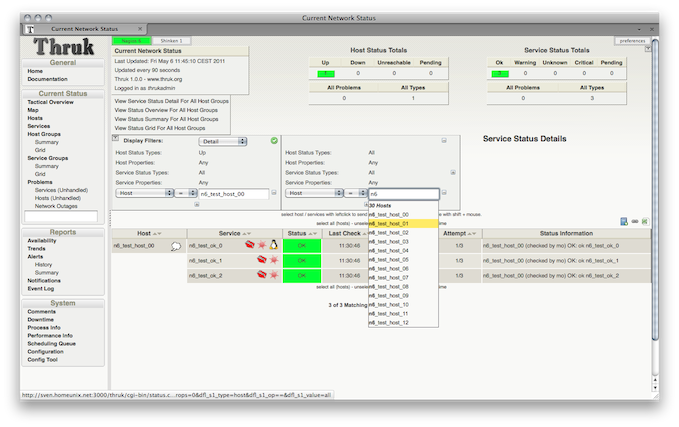 Current Network Status
T Current Network Status
Thruk
General
Home
Documentation
Current Status
Tactical Overview
Map
Hosts
Services
Host Groups
Summary
Grid
Service Groups
Summary
Grid
Problems
Services (Unhandled)
Hosts (Unhandled)
Network Outages
Reports
Availability
Trends
Alerts
History
Summary
Notifications
Event Log
System
Comments
Downtime
Process Info
Performance Info
Scheduling Queue
Configuration
Config Tool
Shinken 1
preferences
Current Network Status
Last Updated: Fri May 6 11:45:10 CEST 2011
Updated every 90 seconds
Thruk 1.0.0 - www.thruk.org
Logged in as thrukadmin
View Service Status Detail For All Host Groups
View Status Overview For All Host Groups
View Status Summary For All Host Groups
View Status Grid For All Host Groups
Host Status Totals
Up Down Unreachable Pending
1 0 0 0
All Problems All Types
0 1
Service Status Totals
Ok Warning Unknown Critical Pending
3 0 0 0 0
All Problems All Types
0 3
Display Filters: Detail
Host Status Types: Up
Host Properties: Any
Service Status Types: All
Service Properties: Any
Host = n6_test_host_00
Host Status Types: All
Host Properties: Any
Service Status Types: All
Service Properties: Any
Host = n6
30 Hosts
n6_test_host_00
n6_test_host_01
n6_test_host_02
n6_test_host_03
n6_test_host_04
n6_test_host_05
n6_test_host_06
n6_test_host_07
n6_test_host_08
n6_test_host_09
n6_test_host_10
n6_test_host_11
n6_test_host_12
Service Status Details
select host / services with leftclick to send with shift + mouse.
select all (hosts) - unselect
Host Service Status Last Check Attempt Status Information
n6_test_host_00 n6_test_ok_0 OK 11:30:46 1/3 n6_test_host_00 (checked by mo) OK: ok n6_test_ok_0
n6_test_ok_1 OK 11:30:46 1/3 n6_test_host_00 (checked by mo) OK: ok n6_test_ok_1
n6_test_ok_2 OK 11:30:46 1/3 n6_test_host_00 (checked by mo) OK: ok n6_test_ok_2
select all (hosts) - unselect
3 of 3 Matching
http://sven.homeunix.net:3000/thruk/cgi-bin/status.c...rops=0&dfl_s1_type=host&dfl_s1_op==&dfl_s1_value=all